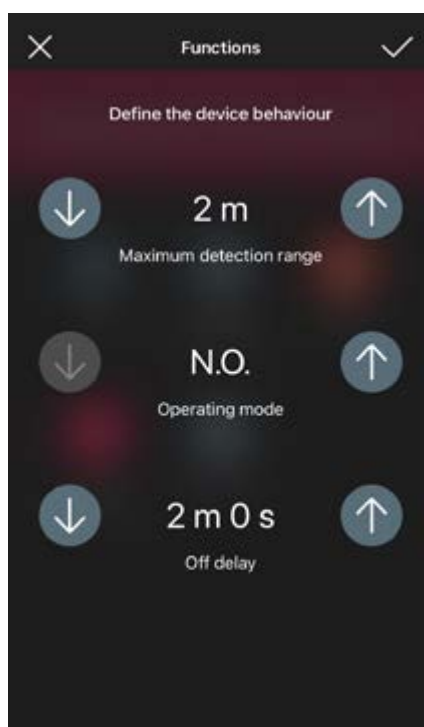 Functions
Define the device behaviour
2 m
Maximum detection range
N.O.
Operating mode
2 m 0 s
Off delay